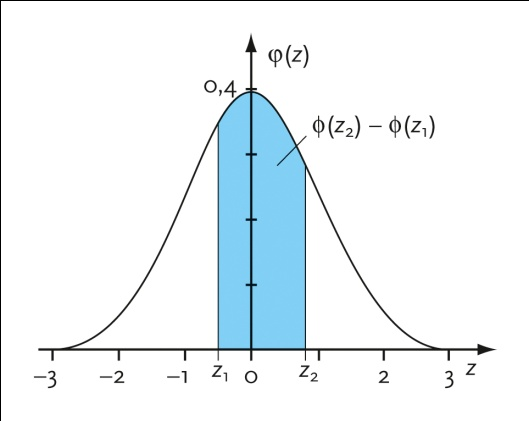 φ(z)
0,4
ϕ(z₂) – ϕ(z₁)
–3 –2 –1 z₁ 0 z₂ 2 3 z